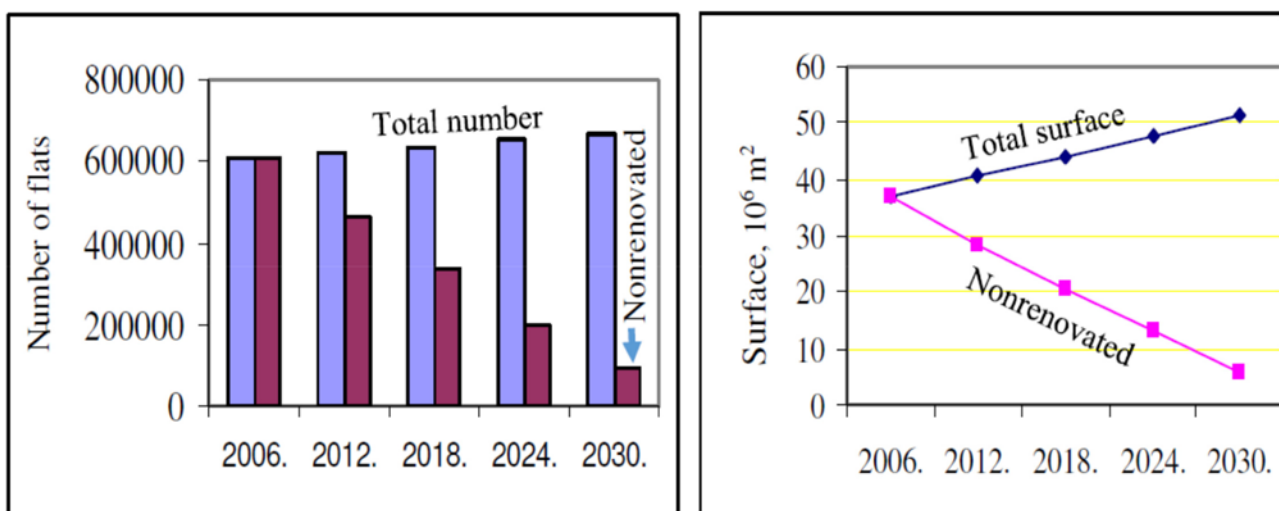 800000
600000
400000
200000
0
Number of flats
Total number
Nonrenovated
2006. 2012. 2018. 2024. 2030.
60
50
40
30
20
10
0
Surface, 10⁶ m²
Total surface
Nonrenovated
2006. 2012. 2018. 2024. 2030.